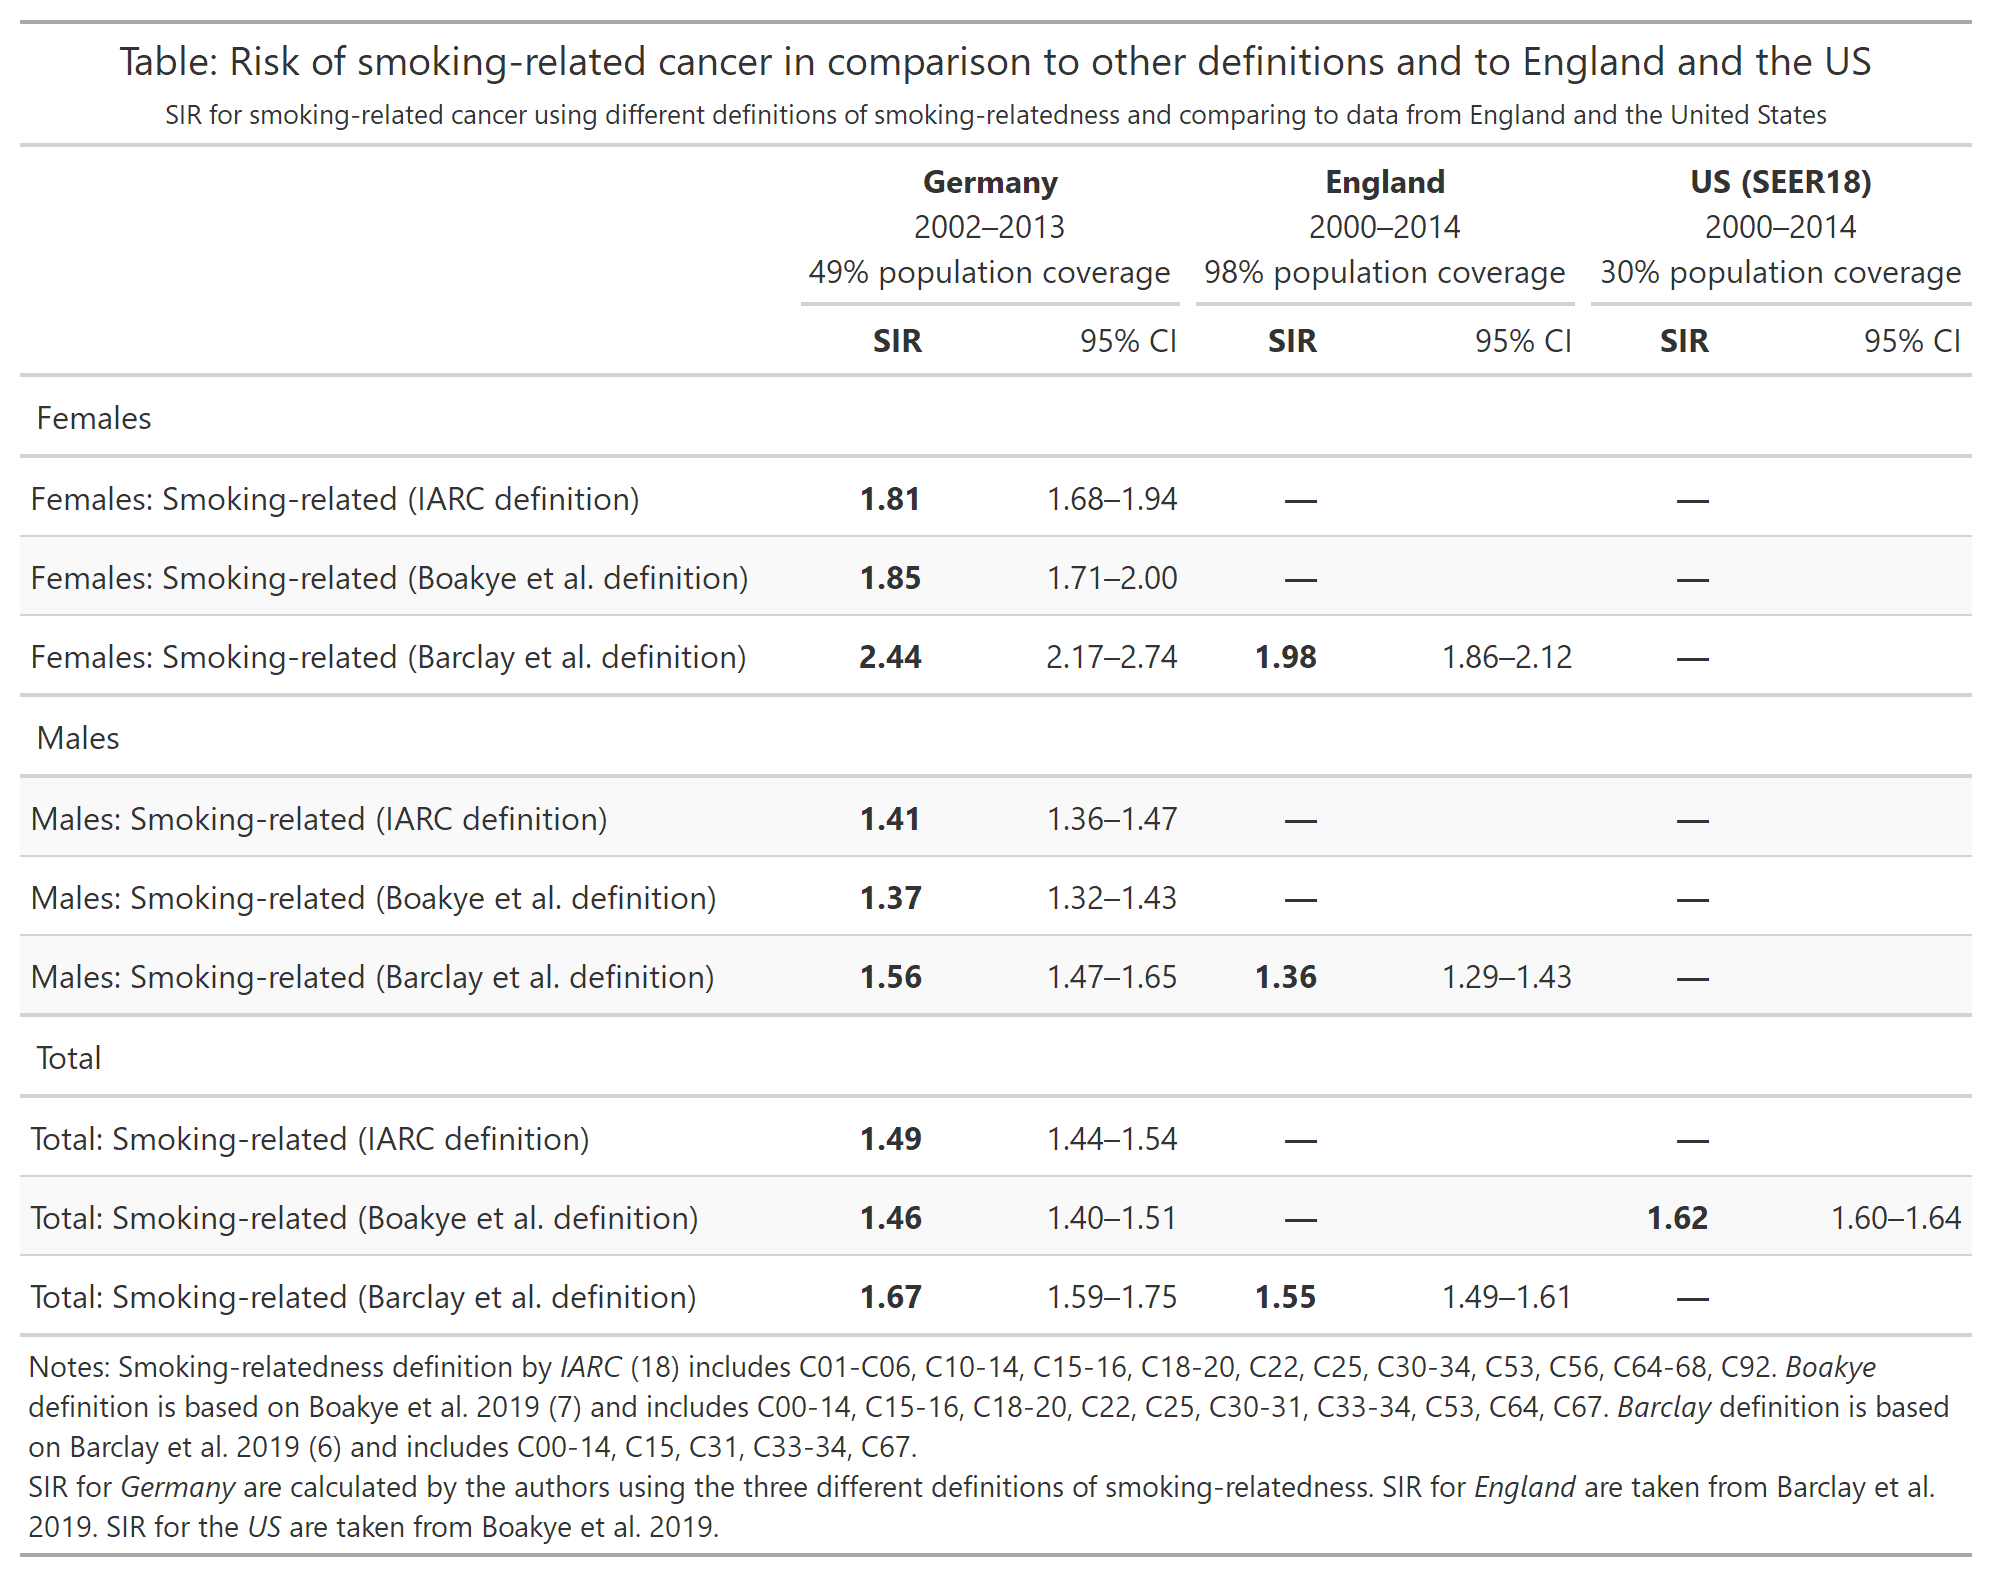 Table: Risk of smoking-related cancer in comparison to other definitions and to England and the US
SIR for smoking-related cancer using different definitions of smoking-relatedness and comparing to data from England and the United States
Germany England US (SEER18)
2002–2013 2000–2014 2000–2014
49% population coverage 98% population coverage 30% population coverage
SIR 95% CI SIR 95% CI SIR 95% CI
Females
Females: Smoking-related (IARC definition) 1.81 1.68–1.94 — —
Females: Smoking-related (Boakye et al. definition) 1.85 1.71–2.00 — —
Females: Smoking-related (Barclay et al. definition) 2.44 2.17–2.74 1.98 1.86–2.12 —
Males
Males: Smoking-related (IARC definition) 1.41 1.36–1.47 — —
Males: Smoking-related (Boakye et al. definition) 1.37 1.32–1.43 — —
Males: Smoking-related (Barclay et al. definition) 1.56 1.47–1.65 1.36 1.29–1.43 —
Total
Total: Smoking-related (IARC definition) 1.49 1.44–1.54 — —
Total: Smoking-related (Boakye et al. definition) 1.46 1.40–1.51 — 1.62 1.60–1.64
Total: Smoking-related (Barclay et al. definition) 1.67 1.59–1.75 1.55 1.49–1.61 —
Notes: Smoking-relatedness definition by IARC (18) includes C01-C06, C10-14, C15-16, C18-20, C22, C25, C30-34, C53, C56, C64-68, C92. Boakye
definition is based on Boakye et al. 2019 (7) and includes C00-14, C15-16, C18-20, C22, C25, C30-31, C33-34, C53, C64, C67. Barclay definition is based
on Barclay et al. 2019 (6) and includes C00-14, C15, C31, C33-34, C67.
SIR for Germany are calculated by the authors using the three different definitions of smoking-relatedness. SIR for England are taken from Barclay et al.
2019. SIR for the US are taken from Boakye et al. 2019.